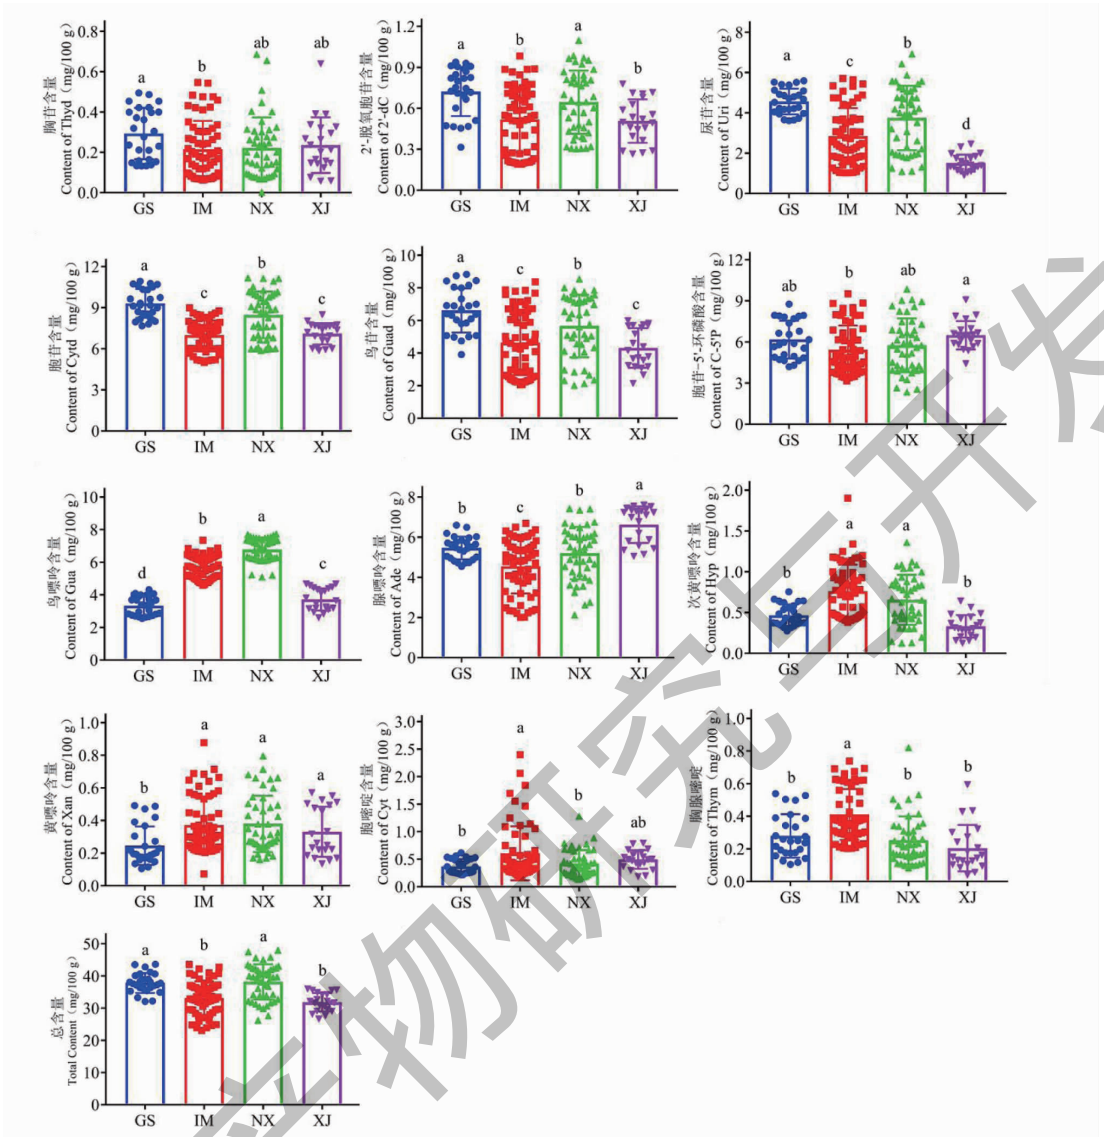 胸苷含量
Content of Thyd（mg/100 g）
0.8
0.6
0.4
0.2
0.0
a
b
ab
ab
GS IM NX XJ
2'-脱氧胞苷含量
Content of 2'-dC（mg/100 g）
1.2
0.9
0.6
0.3
0.0
a
b
a
b
GS IM NX XJ
尿苷含量
Content of Uri（mg/100 g）
8
6
4
2
0
a
c
b
d
GS IM NX XJ
胞苷含量
Content of Cytd（mg/100 g）
12
9
6
3
0
a
c
b
c
GS IM NX XJ
鸟苷含量
Content of Guad（mg/100 g）
10
8
6
4
2
0
a
c
b
c
GS IM NX XJ
胞苷-5'-环磷酸含量
Content of C-5'P（mg/100 g）
12
9
6
3
0
ab
b
ab
a
GS IM NX XJ
鸟嘌呤含量
Content of Gua（mg/100 g）
10
8
6
4
2
0
d
b
a
c
GS IM NX XJ
腺嘌呤含量
Content of Ade（mg/100 g）
8
6
4
2
0
b
c
b
a
GS IM NX XJ
次黄嘌呤含量
Content of Hyp（mg/100 g）
2.0
1.5
1.0
0.5
0.0
b
a
a
b
GS IM NX XJ
黄嘌呤含量
Content of Xan（mg/100 g）
1.0
0.8
0.6
0.4
0.2
0.0
b
a
a
a
GS IM NX XJ
胞嘧啶含量
Content of Cyt（mg/100 g）
3.0
2.5
2.0
1.5
1.0
0.5
0.0
b
a
b
ab
GS IM NX XJ
胸腺嘧啶
Content of Thym（mg/100 g）
1.0
0.8
0.6
0.4
0.2
0.0
b
a
b
b
GS IM NX XJ
总含量
Total Content（mg/100 g）
50
40
30
20
10
0
a
b
a
b
GS IM NX XJ
产物研究与开发